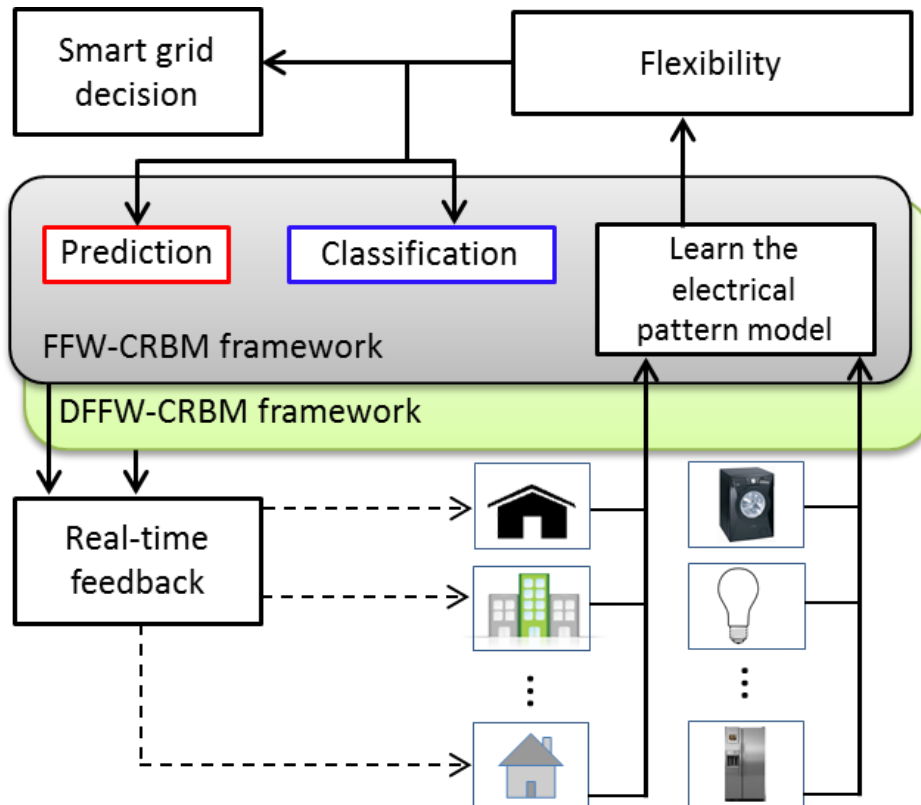 Smart grid
decision
Flexibility
Prediction
Classification
Learn the
electrical
pattern model
FFW-CRBM framework
DFFW-CRBM framework
Real-time
feedback